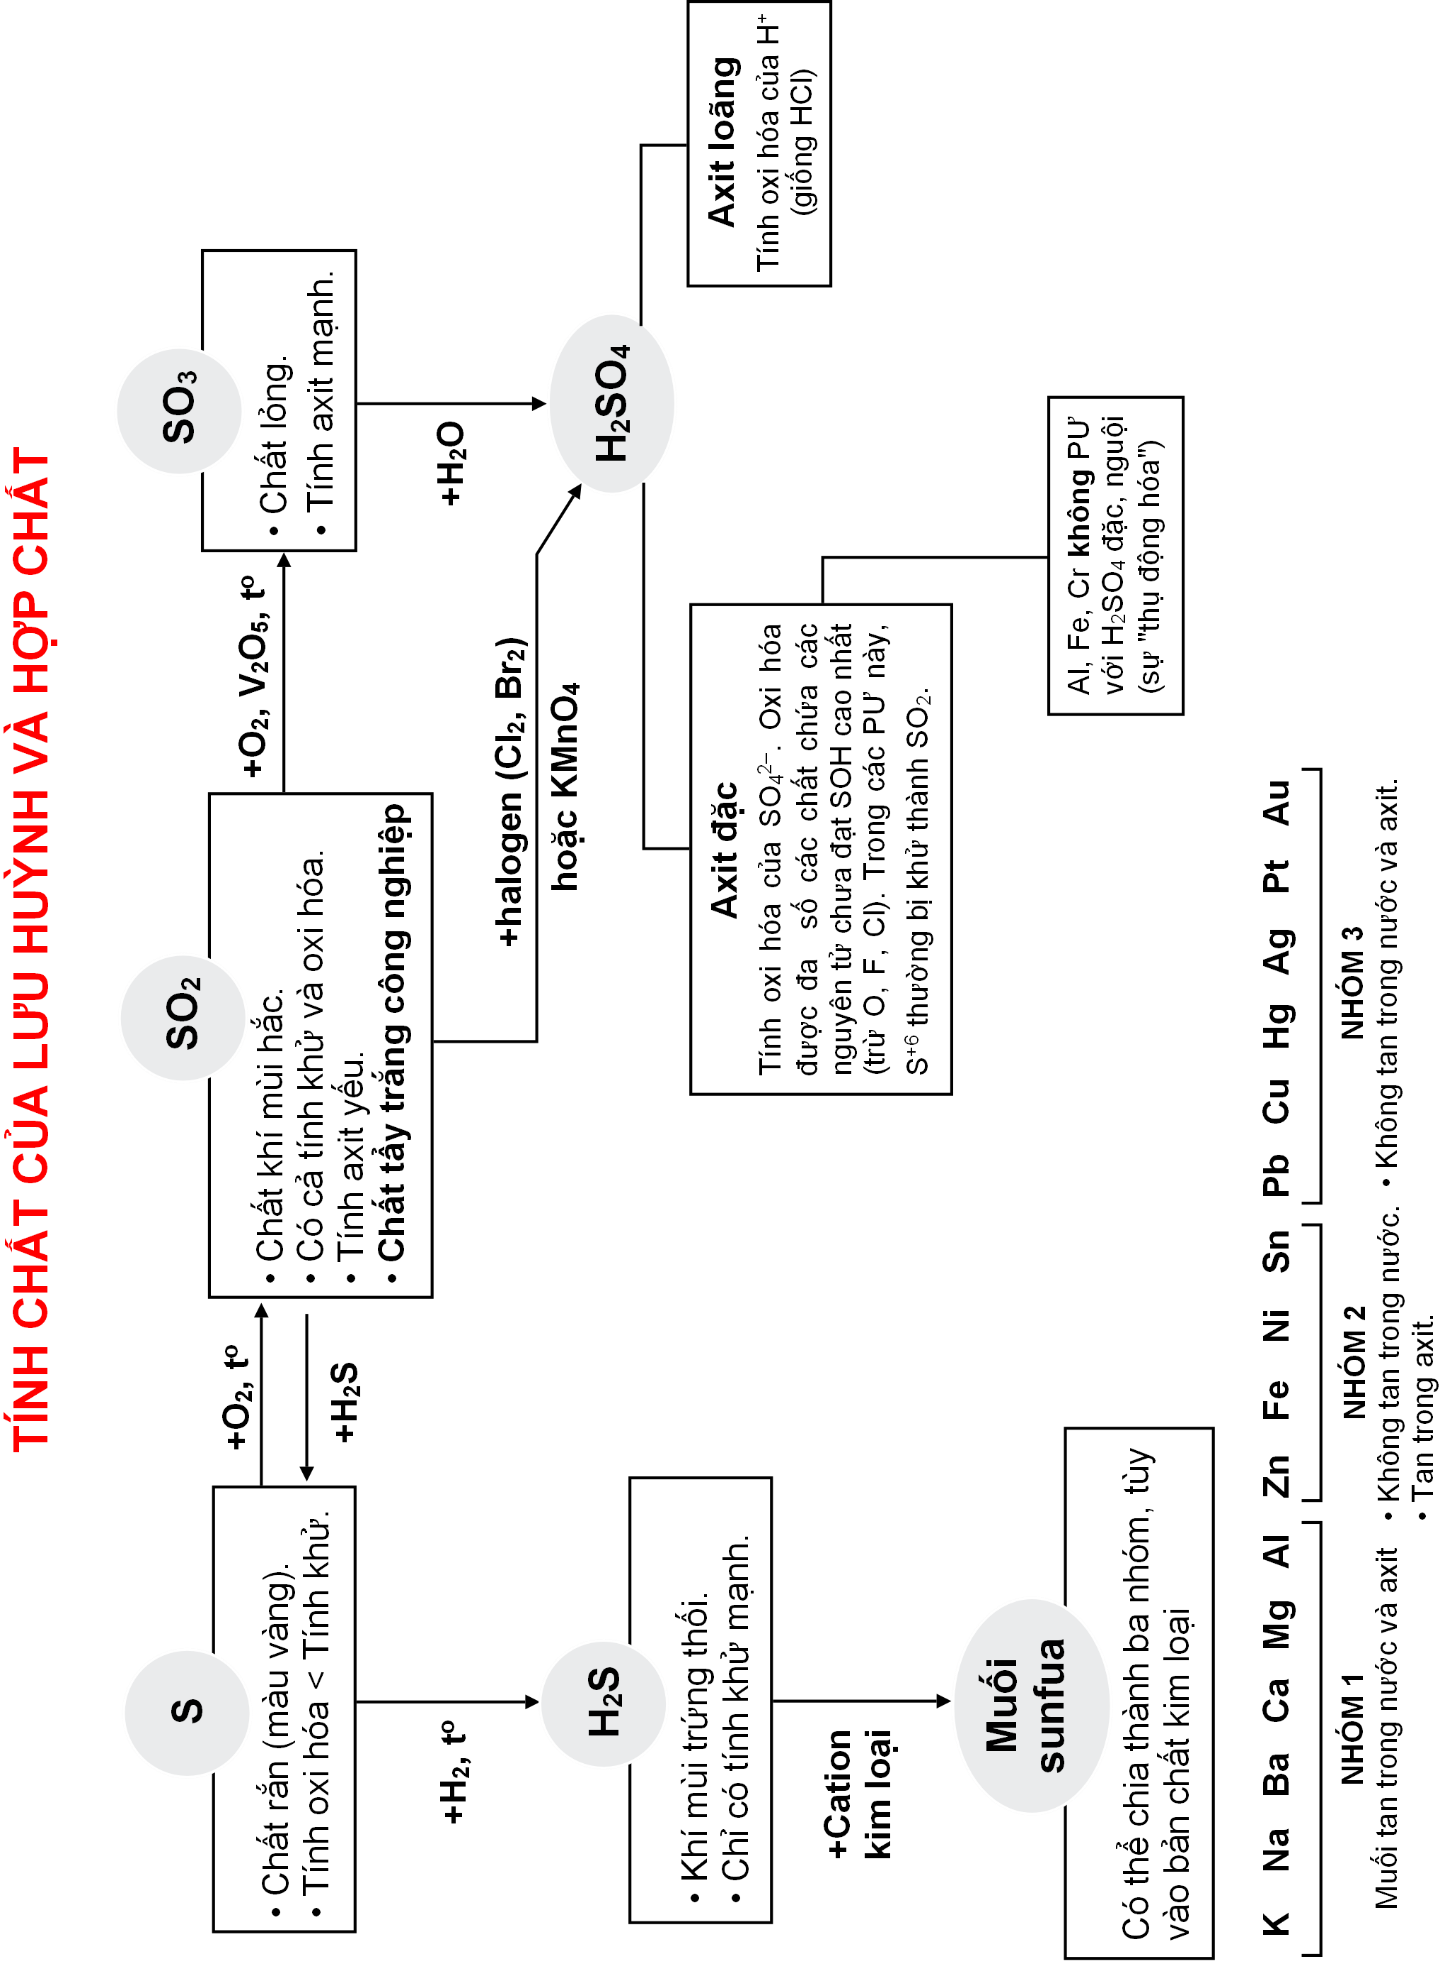 TÍNH CHẤT CỦA LƯU HUỲNH VÀ HỢP CHẤT
S
• Chất rắn (màu vàng).
• Tính oxi hóa < Tính khử.
+O₂, tº
+H₂S
SO₂
• Chất khí mùi hắc.
• Có cả tính khử và oxi hóa.
• Tính axit yếu.
• Chất tẩy trắng công nghiệp
+O₂, V₂O₅, tº
SO₃
• Chất lỏng.
• Tính axit mạnh.
+H₂, tº
+halogen (Cl₂, Br₂)
hoặc KMnO₄
+H₂O
H₂S
• Khí mùi trứng thối.
• Chỉ có tính khử mạnh.
H₂SO₄
Axit đặc
Tính oxi hóa của SO₄²⁻. Oxi hóa
được đa số các chất chứa các
nguyên tử chưa đạt SOH cao nhất
(trừ O, F, Cl). Trong các PƯ này,
S⁺⁶ thường bị khử thành SO₂.
Axit loãng
Tính oxi hóa của H⁺
(giống HCl)
+Cation
kim loại
Muối
sunfua
Có thể chia thành ba nhóm, tùy
vào bản chất kim loại
Al, Fe, Cr không PƯ
với H₂SO₄ đặc, nguội
(sự "thụ động hóa")
K Na Ba Ca Mg Al Zn Fe Ni Sn Pb Cu Hg Ag Pt Au
NHÓM 1
Muối tan trong nước và axit
NHÓM 2
• Không tan trong nước.
• Tan trong axit.
NHÓM 3
• Không tan trong nước và axit.